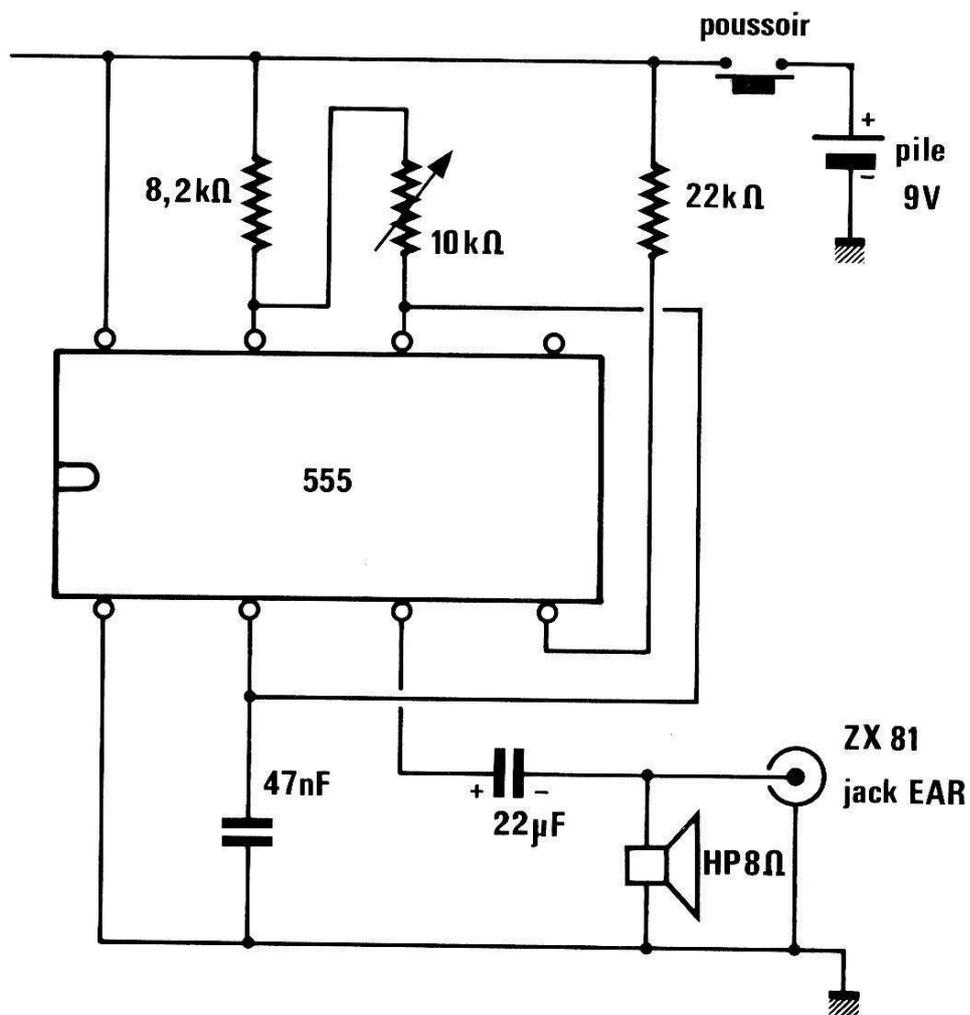 poussoir
+
pile
9V
−
8,2kΩ
10kΩ
22kΩ
555
ZX 81
jack EAR
47nF
+
−
22µF
HP8Ω